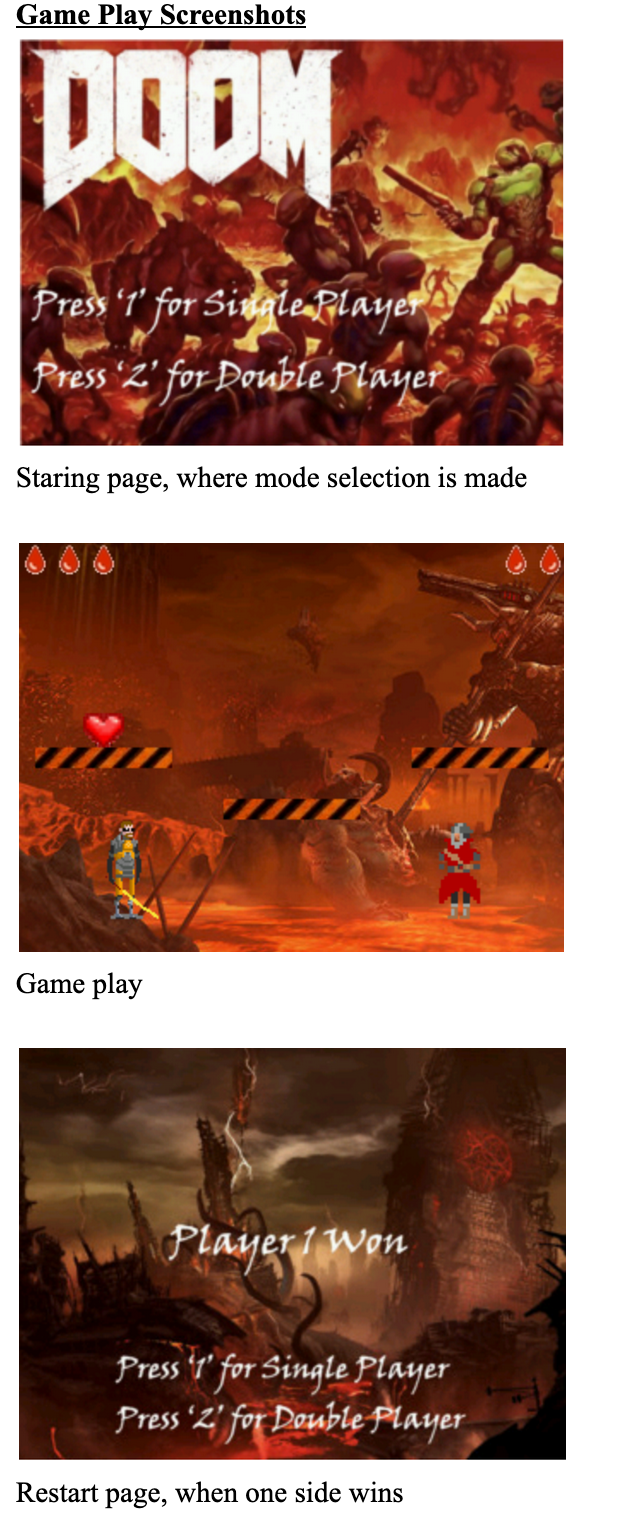 Game Play Screenshots
DOOM
Press ‘1’ for Single Player
Press ‘2’ for Double Player
Staring page, where mode selection is made
Game play
Player 1 Won
Press ‘1’ for Single Player
Press ‘2’ for Double Player
Restart page, when one side wins